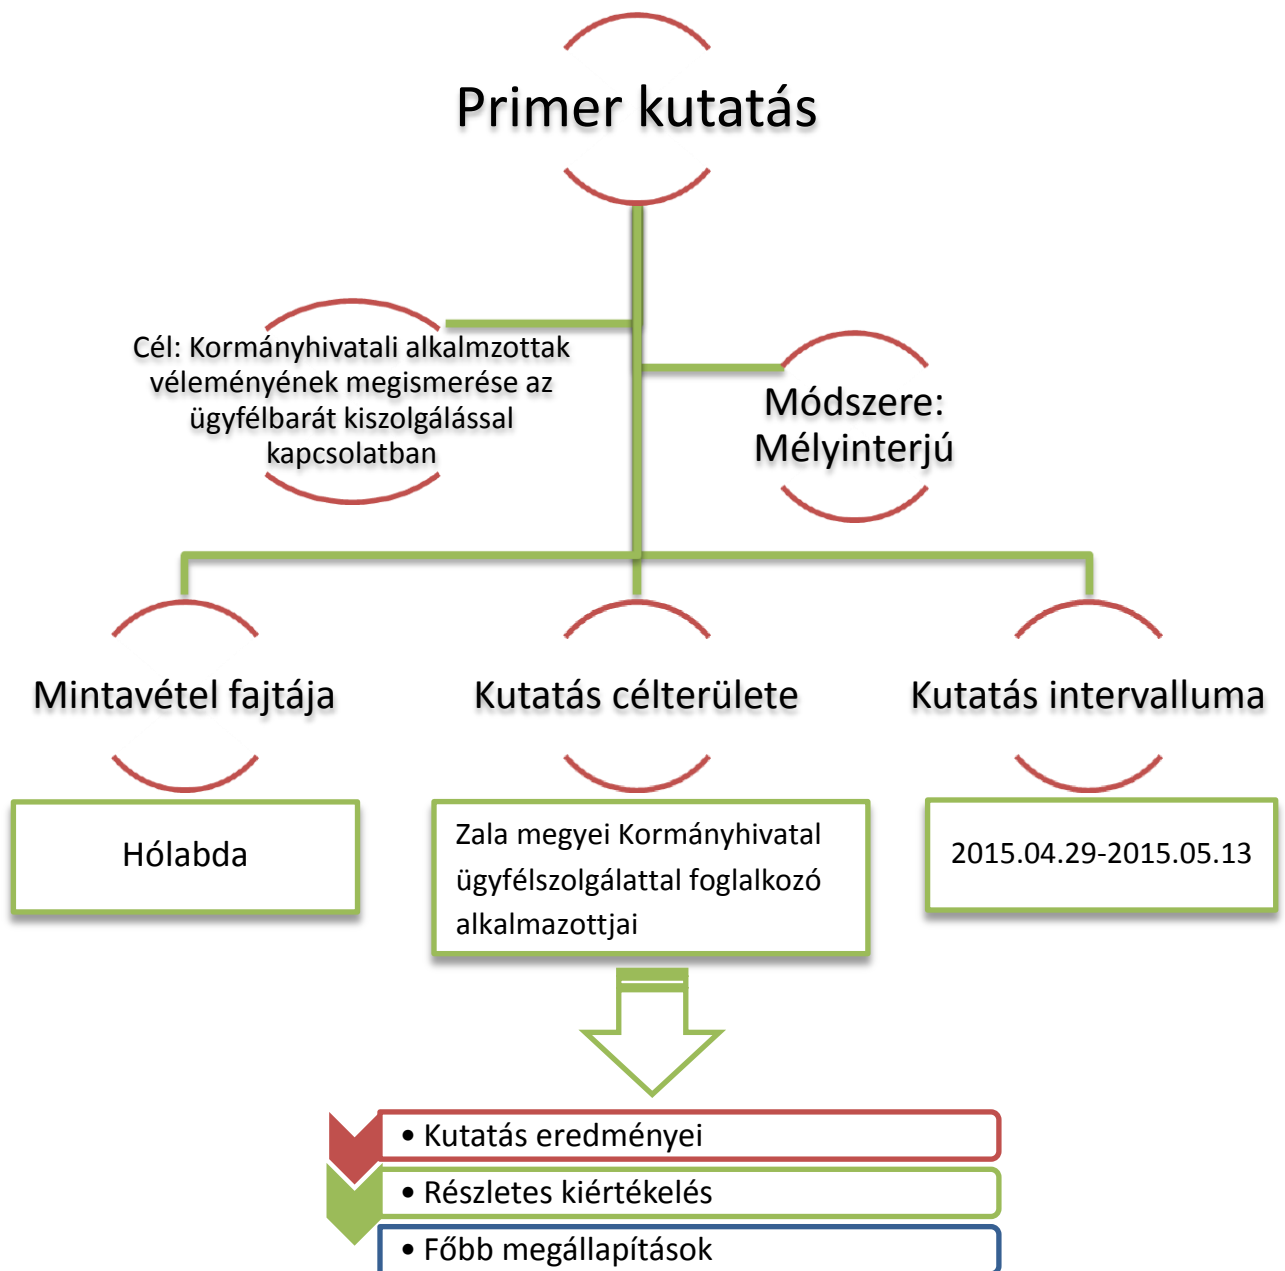 Primer kutatás
Cél: Kormányhivatali alkalmzottak
véleményének megismerése az
ügyfélbarát kiszolgálással
kapcsolatban
Módszere:
Mélyinterjú
Mintavétel fajtája
Kutatás célterülete
Kutatás intervalluma
Hólabda
Zala megyei Kormányhivatal
ügyfélszolgálattal foglalkozó
alkalmazottjai
2015.04.29-2015.05.13
• Kutatás eredményei
• Részletes kiértékelés
• Főbb megállapítások